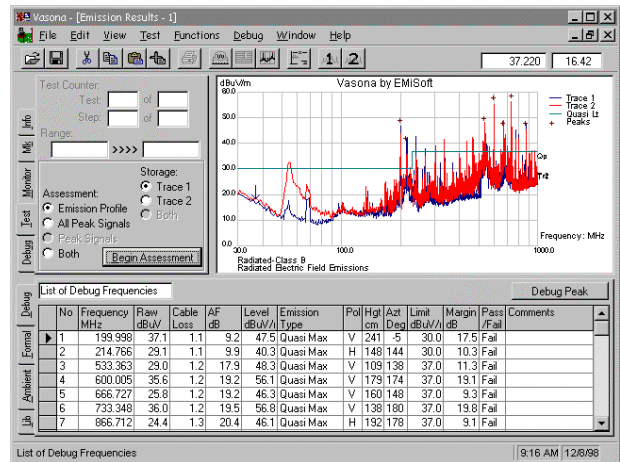 Vasona - [Emission Results - 1]
File Edit View Test Functions Debug Window Help
1 2 37.220 16.42
Test Counter:
Test: of
Step: of
Range:
>>>>
Storage:
Trace 1
Trace 2
Both
Assessment:
Emission Profile
All Peak Signals
Peak Signals
Both
Begin Assessment
Info
Mk
Monitor
Test
Debug
dBuV/m
Vasona by EMiSoft
60.0
50.0
40.0
30.0
20.0
10.0
0.0
30.0 100.0 1000.0
Trace 1
Trace 2
Quasi Lt
Peaks
Qp
Tr2
Frequency: MHz
Radiated-Class B
Radiated Electric Field Emissions
List of Debug Frequencies
Debug Peak
Debug
Formal
Ambient
Lib
No Frequency MHz Raw dBuV Cable Loss AF dB Level dBuV/ Emission Type Pol Hgt cm Azt Deg Limit dBuV/ Margin dB Pass /Fail Comments
1 199.998 37.1 1.1 9.2 47.5 Quasi Max V 241 -5 30.0 17.5 Fail
2 214.766 29.1 1.1 9.9 40.3 Quasi Max H 148 144 30.0 10.3 Fail
3 533.363 29.0 1.2 17.9 48.3 Quasi Max V 109 138 37.0 11.3 Fail
4 600.005 35.6 1.2 19.2 56.1 Quasi Max V 179 174 37.0 19.1 Fail
5 666.727 25.8 1.2 19.2 46.3 Quasi Max V 160 148 37.0 9.3 Fail
6 733.348 36.0 1.2 19.5 56.8 Quasi Max V 138 180 37.0 19.8 Fail
7 866.712 24.4 1.3 20.4 46.1 Quasi Max H 192 178 37.0 9.1 Fail
List of Debug Frequencies
9:16 AM 12/8/98